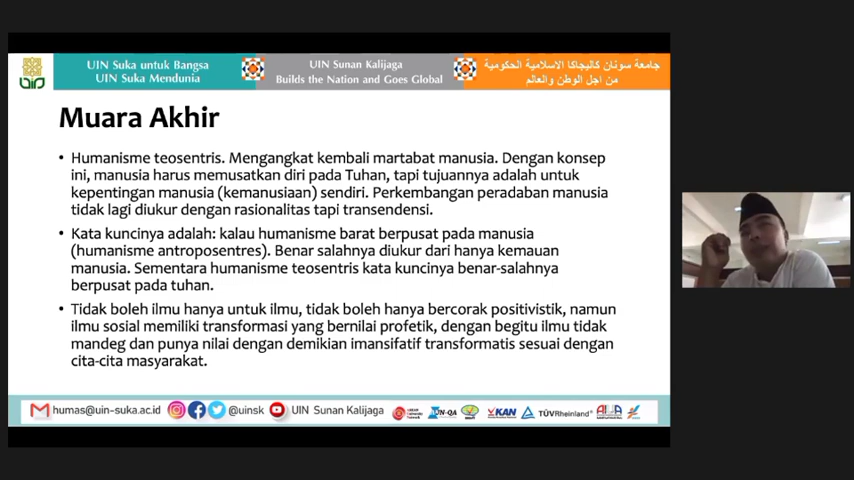 UIN Suka untuk Bangsa
UIN Suka Mendunia
UIN Sunan Kalijaga
Builds the Nation and Goes Global
جامعة سونان كاليجاكا الاسلامية الحكومية
من اجل الوطن والعالم
Muara Akhir
• Humanisme teosentris. Mengangkat kembali martabat manusia. Dengan konsep
ini, manusia harus memusatkan diri pada Tuhan, tapi tujuannya adalah untuk
kepentingan manusia (kemanusiaan) sendiri. Perkembangan peradaban manusia
tidak lagi diukur dengan rasionalitas tapi transendensi.
• Kata kuncinya adalah: kalau humanisme barat berpusat pada manusia
(humanisme antroposentres). Benar salahnya diukur dari hanya kemauan
manusia. Sementara humanisme teosentris kata kuncinya benar-salahnya
berpusat pada tuhan.
• Tidak boleh ilmu hanya untuk ilmu, tidak boleh hanya bercorak positivistik, namun
ilmu sosial memiliki transformasi yang bernilai profetik, dengan begitu ilmu tidak
mandeg dan punya nilai dengan demikian imansifatif transformatis sesuai dengan
cita-cita masyarakat.
humas@uin-suka.ac.id
@uinsk
UIN Sunan Kalijaga
UN-QA
KAN
TÜVRheinland